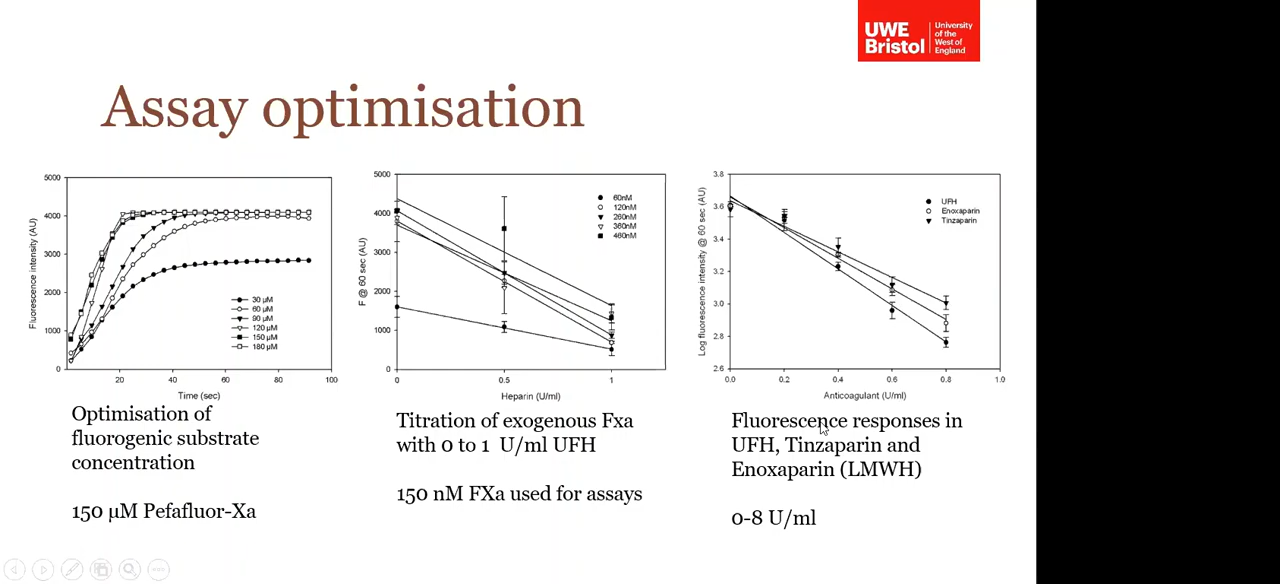 UWE
Bristol
University
of the
West of
England
Assay optimisation
5000
4000
3000
2000
1000
0
20
40
60
80
100
Fluorescence intensity (AU)
Time (sec)
30 µM
60 µM
90 µM
120 µM
150 µM
180 µM
Optimisation of
fluorogenic substrate
concentration
150 µM Pefafluor-Xa
5000
4000
3000
2000
1000
0
0
0.5
1
F @ 60 sec (AU)
Heparin (U/ml)
60nM
120nM
260nM
360nM
460nM
Titration of exogenous Fxa
with 0 to 1 U/ml UFH
150 nM FXa used for assays
3.8
3.6
3.4
3.2
3.0
2.8
2.6
0.0
0.2
0.4
0.6
0.8
1.0
Log fluorescence intensity @ 60 sec (AU)
Anticoagulant (U/ml)
UFH
Enoxaparin
Tinzaparin
Fluorescence responses in
UFH, Tinzaparin and
Enoxaparin (LMWH)
0-8 U/ml